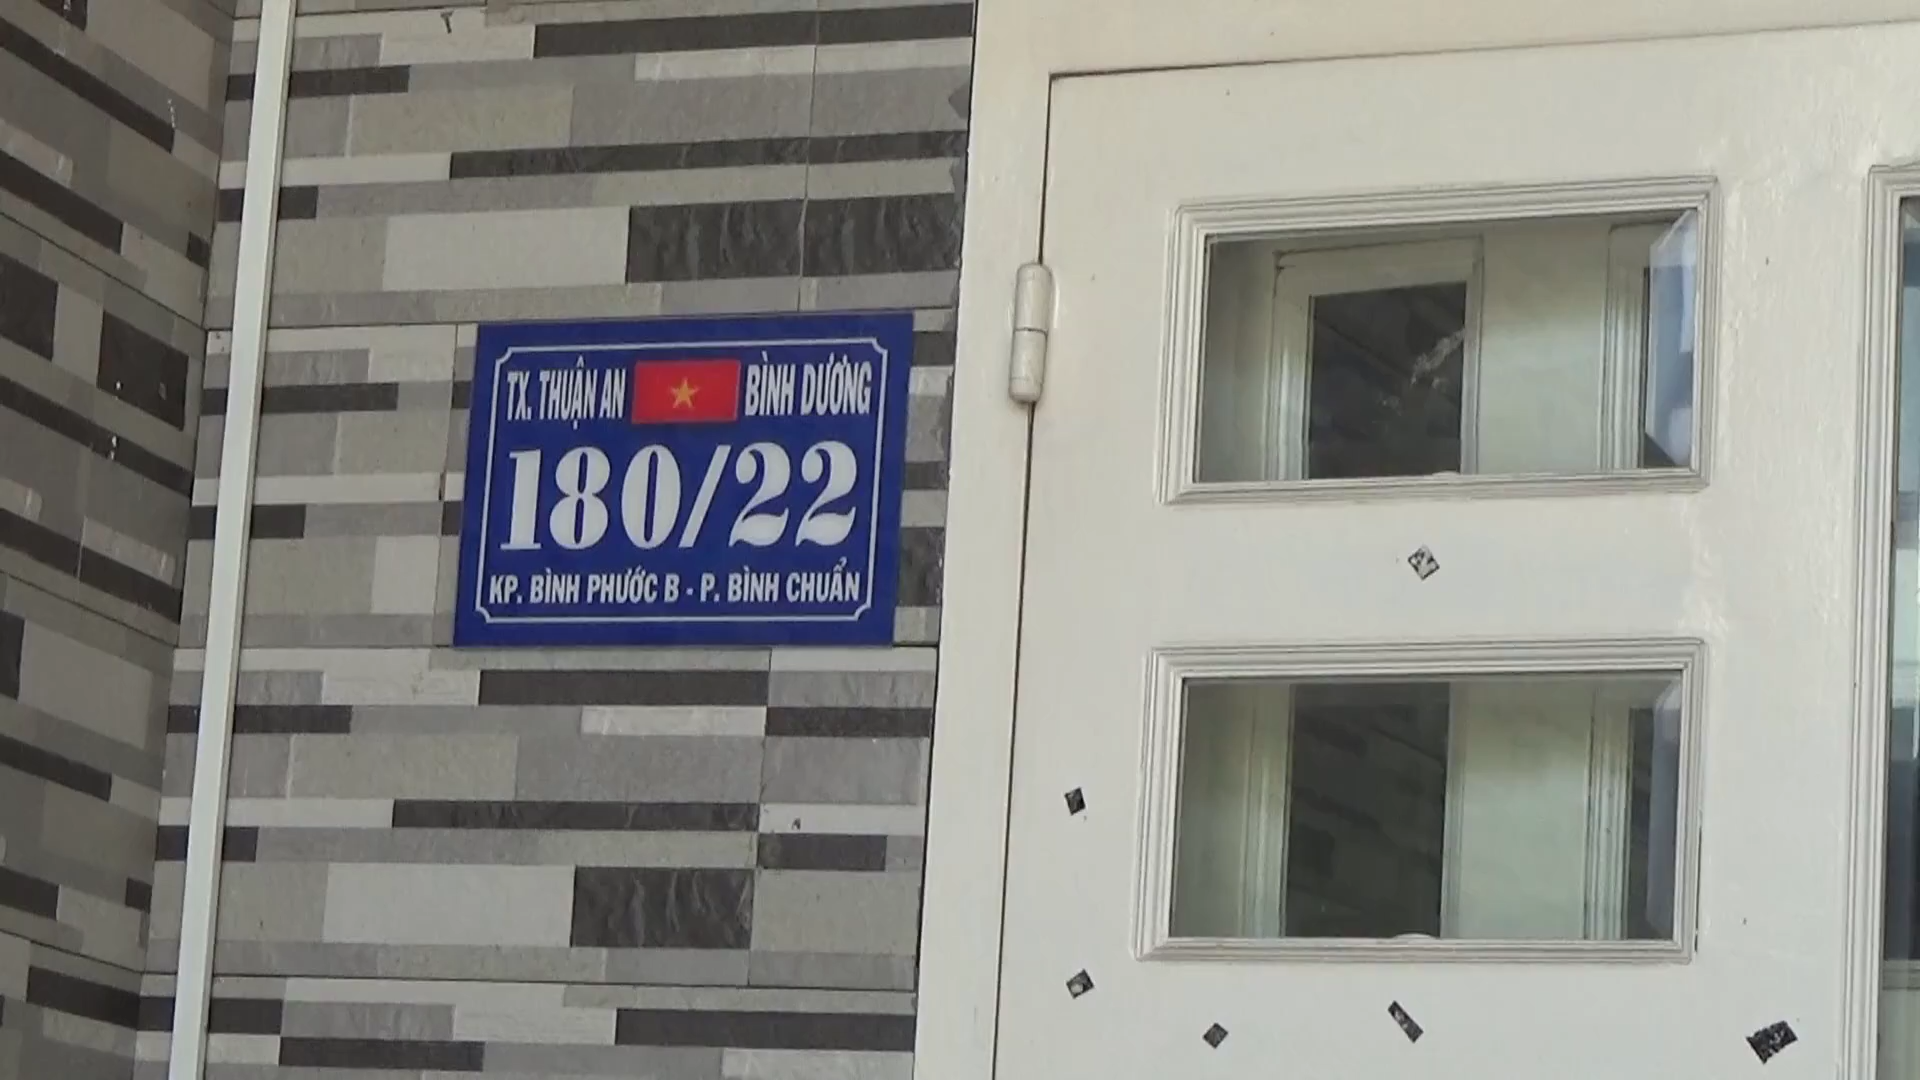 TX. THUẬN AN BÌNH DƯƠNG
180/22
KP. BÌNH PHƯỚC B - P. BÌNH CHUẨN